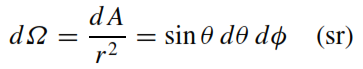 dΩ = dA / r² = sin θ dθ dϕ (sr)